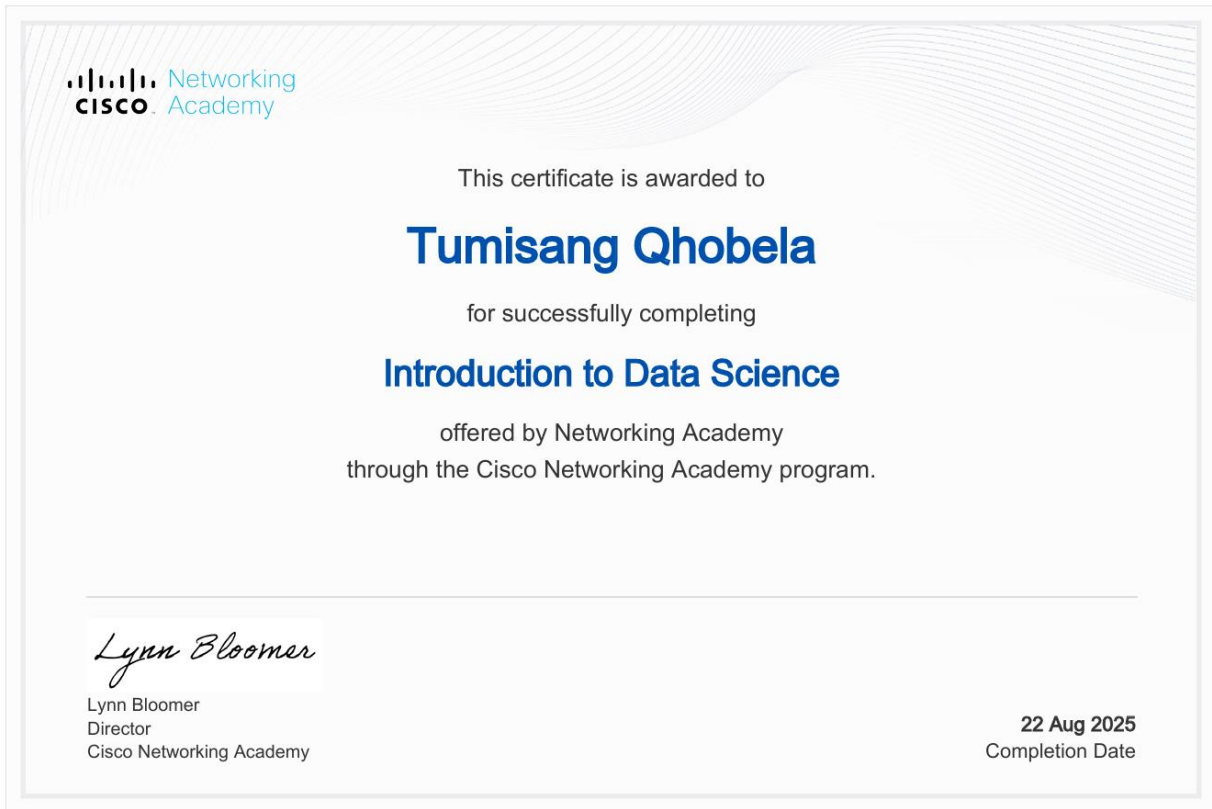 Networking
CISCO Academy
This certificate is awarded to
Tumisang Qhobela
for successfully completing
Introduction to Data Science
offered by Networking Academy
through the Cisco Networking Academy program.
Lynn Bloomer
Lynn Bloomer
Director
Cisco Networking Academy
22 Aug 2025
Completion Date